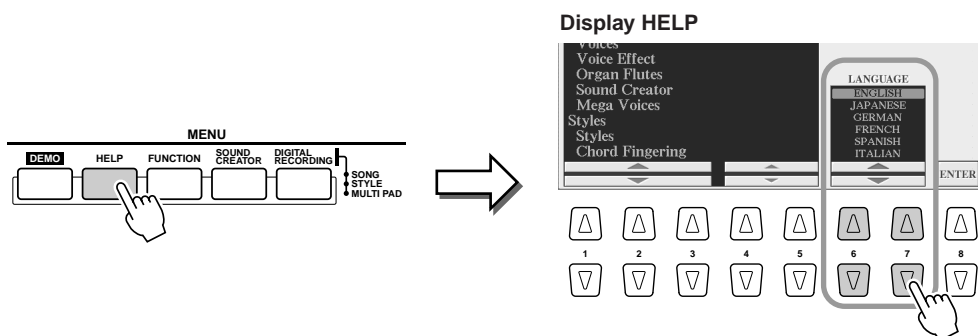 Display HELP
Voices
Voice Effect
Organ Flutes
Sound Creator
Mega Voices
Styles
Styles
Chord Fingering
LANGUAGE
ENGLISH
JAPANESE
GERMAN
FRENCH
SPANISH
ITALIAN
ENTER
MENU
DEMO
HELP
FUNCTION
SOUND CREATOR
DIGITAL RECORDING
SONG
STYLE
MULTI PAD
1 2 3 4 5 6 7 8